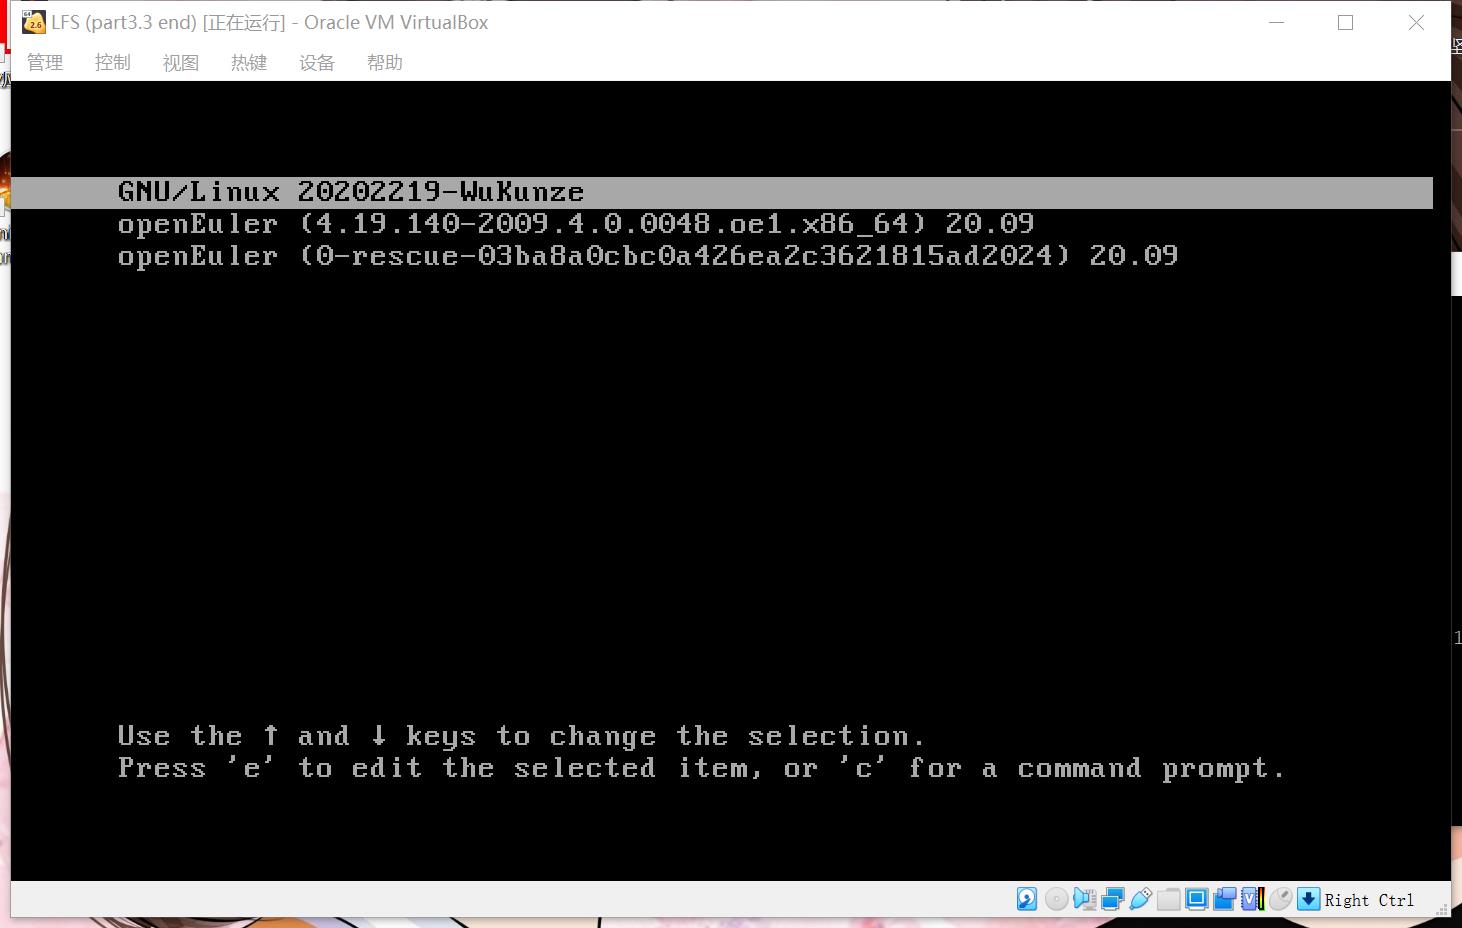 LFS (part3.3 end) [正在运行] - Oracle VM VirtualBox
管理 控制 视图 热键 设备 帮助
GNU/Linux 20202219-WuKunze
openEuler (4.19.140-2009.4.0.0048.oe1.x86_64) 20.09
openEuler (0-rescue-03ba8a0cbc0a426ea2c3621815ad2024) 20.09
Use the ↑ and ↓ keys to change the selection.
Press 'e' to edit the selected item, or 'c' for a command prompt.
Right Ctrl